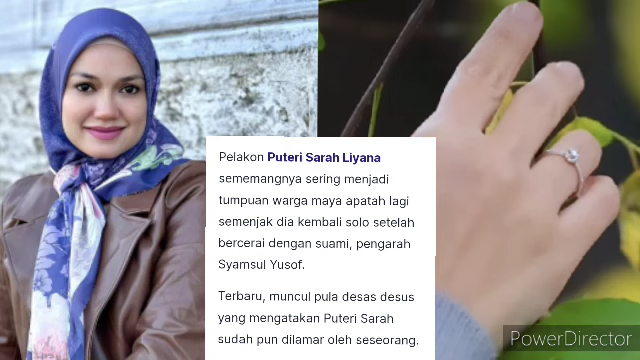 Pelakon Puteri Sarah Liyana
sememangnya sering menjadi
tumpuan warga maya apatah lagi
semenjak dia kembali solo setelah
bercerai dengan suami, pengarah
Syamsul Yusof.
Terbaru, muncul pula desas desus
yang mengatakan Puteri Sarah
sudah pun dilamar oleh seseorang.
PowerDirector